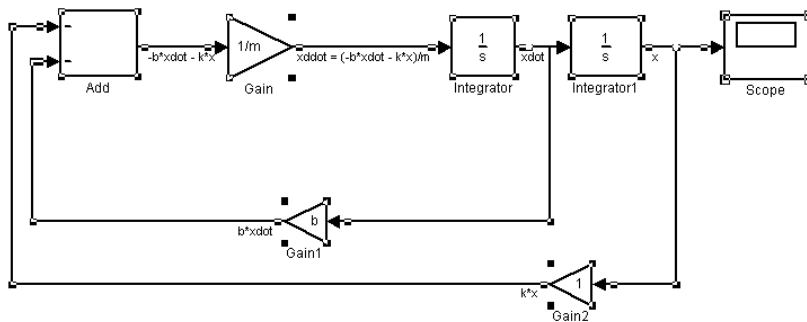 -
-
Add
-b*xdot - k*x
1/m
Gain
xddot = (-b*xdot - k*x)/m
1
s
Integrator
xdot
1
s
Integrator1
x
Scope
b*xdot
b
Gain1
k*x
1
Gain2